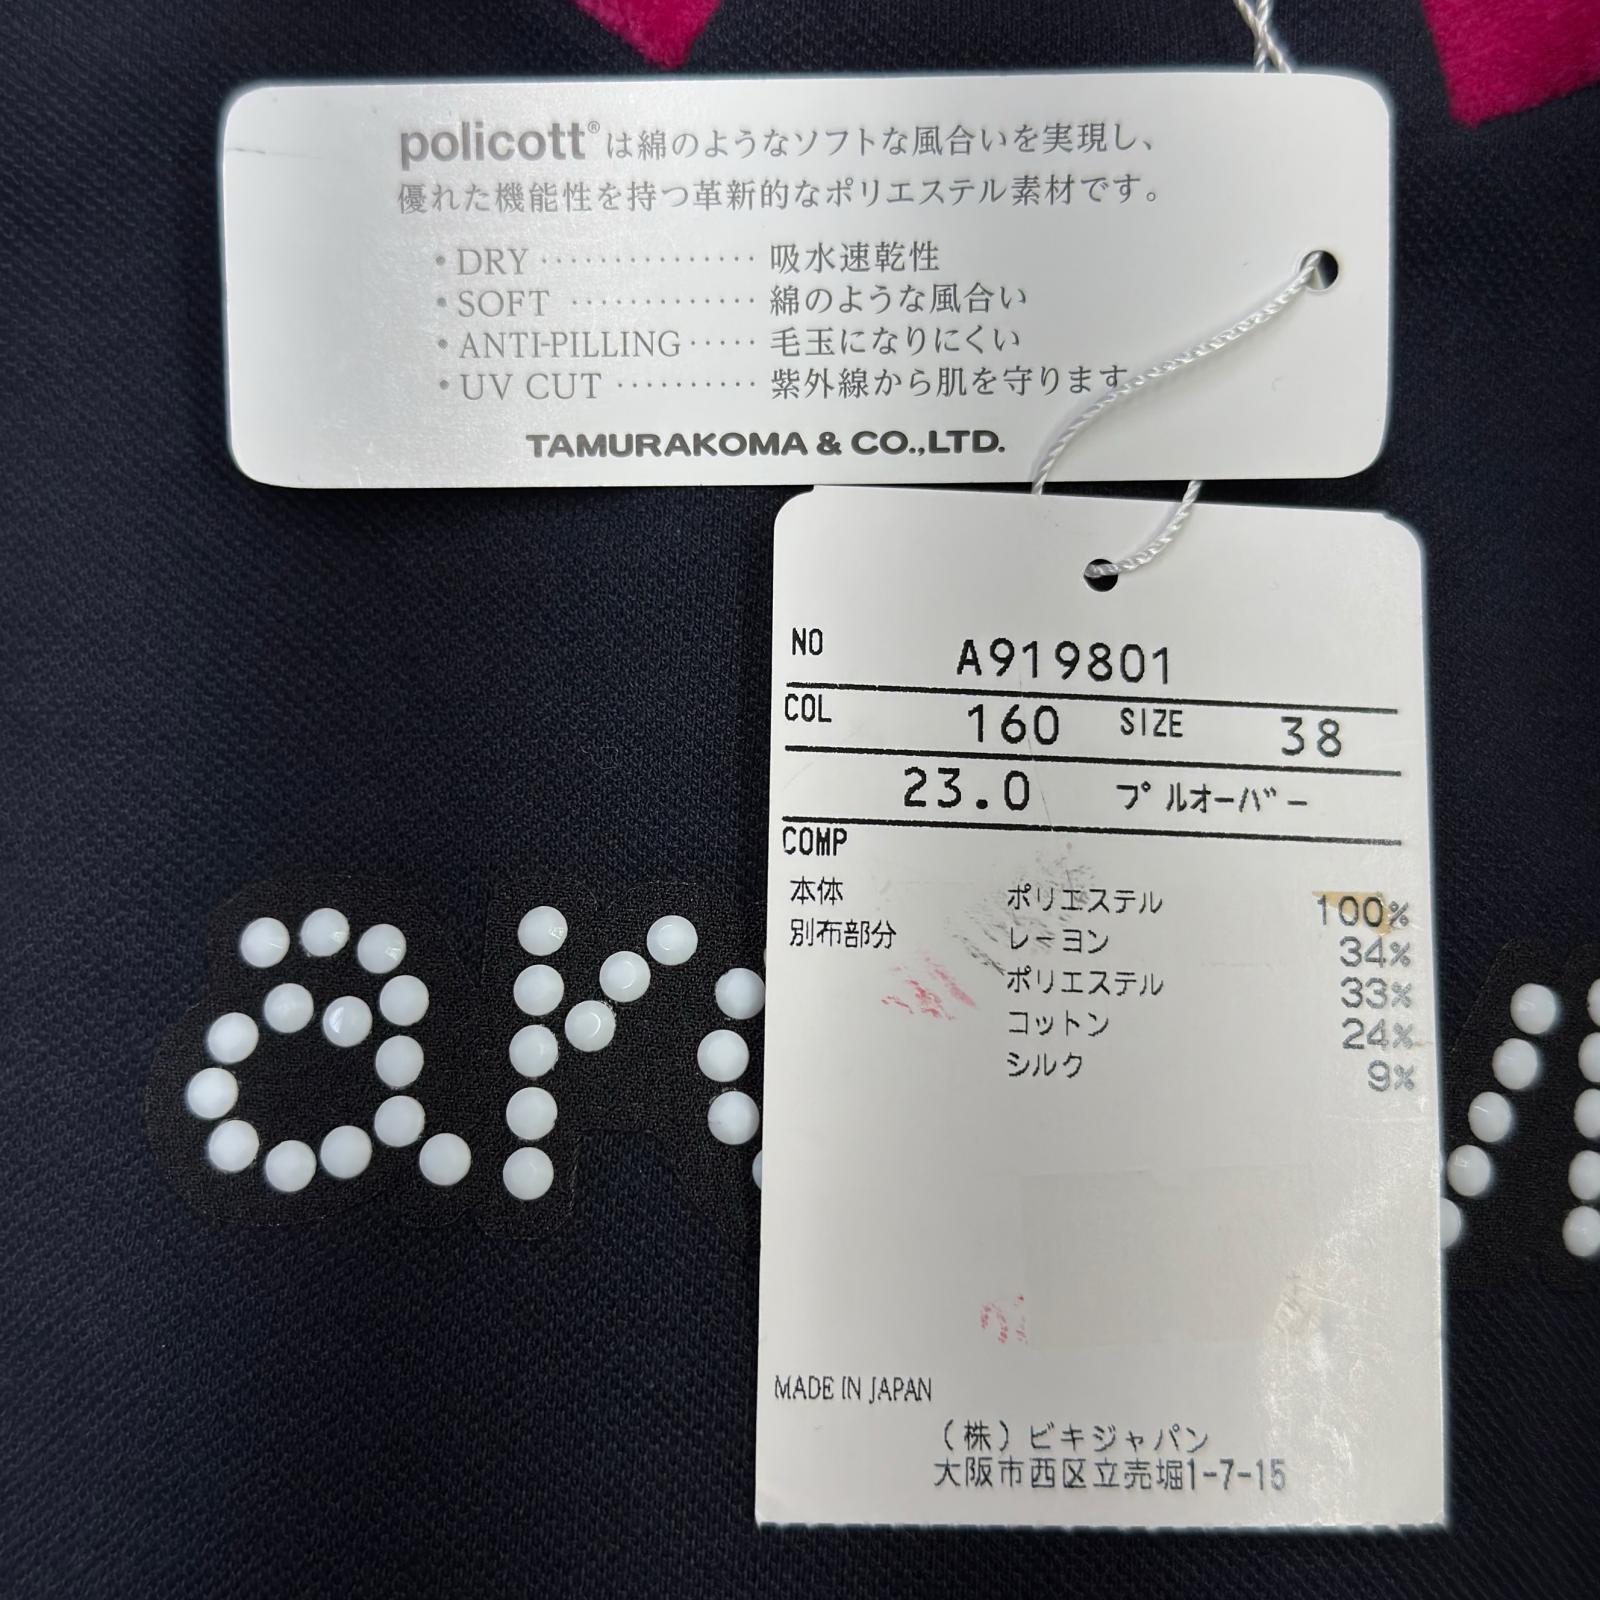 policott®は綿のようなソフトな風合いを実現し、
優れた機能性を持つ革新的なポリエステル素材です。
・DRY ··············· 吸水速乾性
・SOFT ·············· 綿のような風合い
・ANTI-PILLING ····· 毛玉になりにくい
・UV CUT ·········· 紫外線から肌を守ります
TAMURAKOMA & CO.,LTD.
NO A919801
COL 160 SIZE 38
23.0 プルオーバー
COMP
本体 ポリエステル 100%
別布部分 レーヨン 34%
ポリエステル 33%
コットン 24%
シルク 9%
MADE IN JAPAN
(株)ビキジャパン
大阪市西区立売堀1-7-15
ar